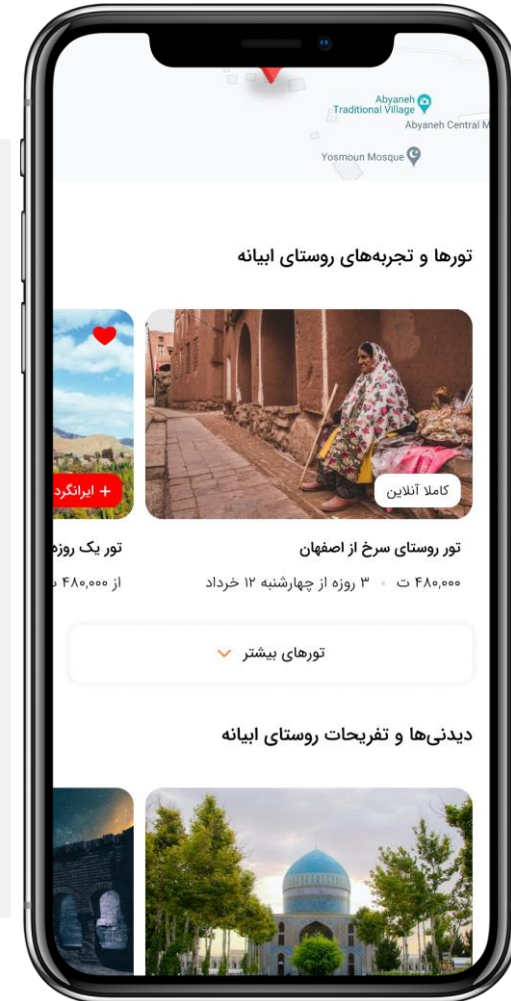 Abyaneh
Traditional Village
Abyaneh Central M
Yosmoun Mosque
تورها و تجربه‌های روستای ابیانه
کاملا آنلاین
+ ایرانگرد
تور روستای سرخ از اصفهان
تور یک روزه
۴۸۰,۰۰۰ ت • ۳ روزه از چهارشنبه ۱۲ خرداد
از ۴۸۰,۰۰۰
تورهای بیشتر
دیدنی‌ها و تفریحات روستای ابیانه